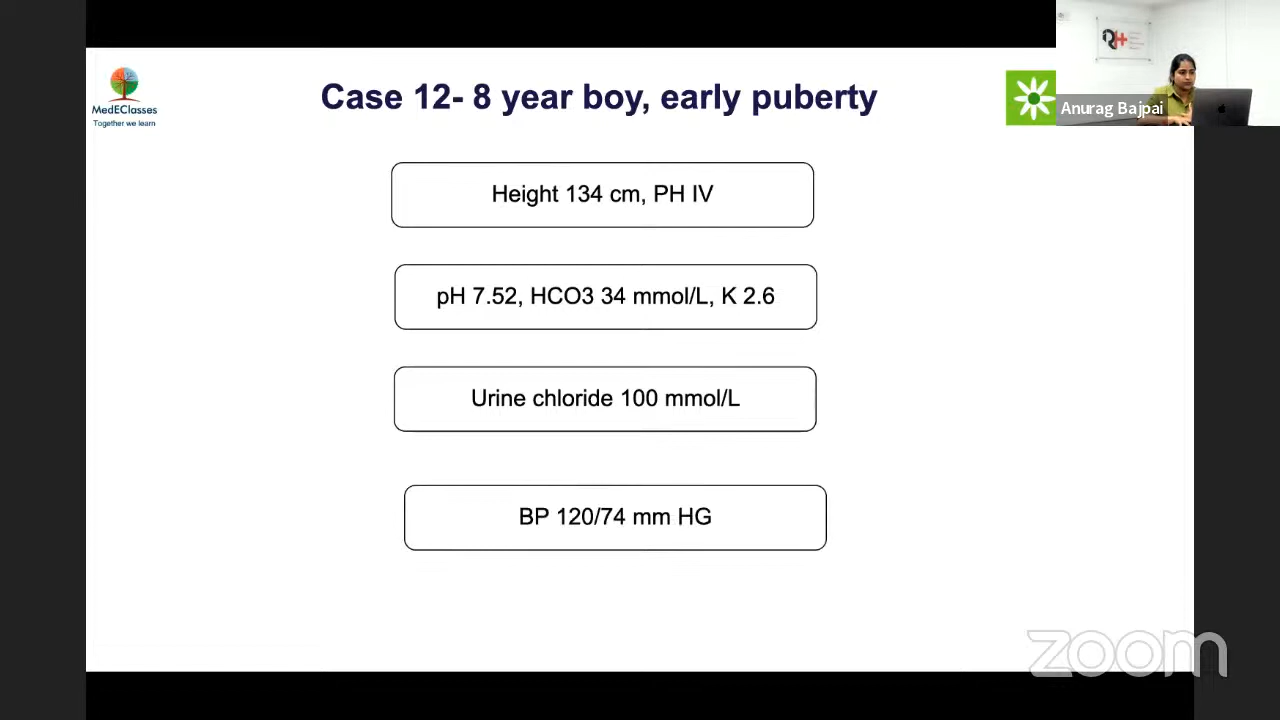 MedEClasses
Together we learn
Case 12- 8 year boy, early puberty
Anurag Bajpai
Height 134 cm, PH IV
pH 7.52, HCO3 34 mmol/L, K 2.6
Urine chloride 100 mmol/L
BP 120/74 mm HG
zoom